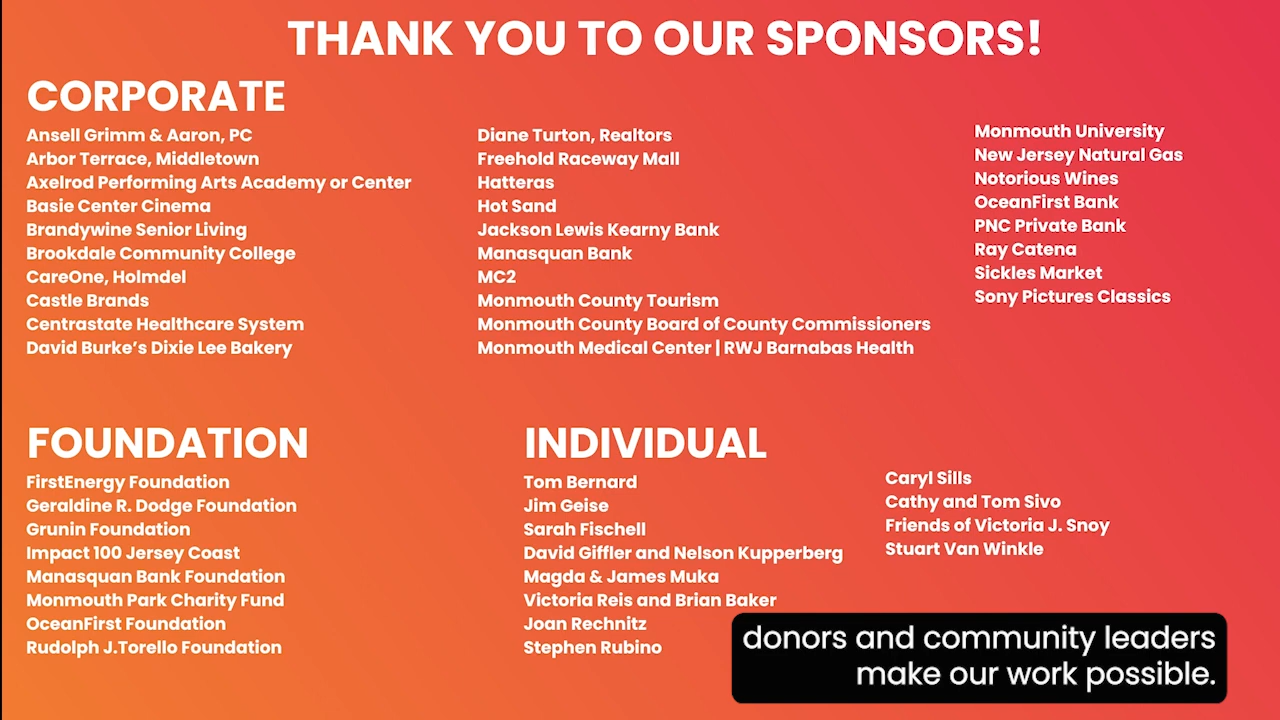 THANK YOU TO OUR SPONSORS!
CORPORATE
Ansell Grimm & Aaron, PC
Arbor Terrace, Middletown
Axelrod Performing Arts Academy or Center
Basie Center Cinema
Brandywine Senior Living
Brookdale Community College
CareOne, Holmdel
Castle Brands
Centrastate Healthcare System
David Burke’s Dixie Lee Bakery
Diane Turton, Realtors
Freehold Raceway Mall
Hatteras
Hot Sand
Jackson Lewis Kearny Bank
Manasquan Bank
MC2
Monmouth County Tourism
Monmouth County Board of County Commissioners
Monmouth Medical Center | RWJ Barnabas Health
Monmouth University
New Jersey Natural Gas
Notorious Wines
OceanFirst Bank
PNC Private Bank
Ray Catena
Sickles Market
Sony Pictures Classics
FOUNDATION
FirstEnergy Foundation
Geraldine R. Dodge Foundation
Grunin Foundation
Impact 100 Jersey Coast
Manasquan Bank Foundation
Monmouth Park Charity Fund
OceanFirst Foundation
Rudolph J.Torello Foundation
INDIVIDUAL
Tom Bernard
Jim Geise
Sarah Fischell
David Giffler and Nelson Kupperberg
Magda & James Muka
Victoria Reis and Brian Baker
Joan Rechnitz
Stephen Rubino
Caryl Sills
Cathy and Tom Sivo
Friends of Victoria J. Snoy
Stuart Van Winkle
donors and community leaders
make our work possible.